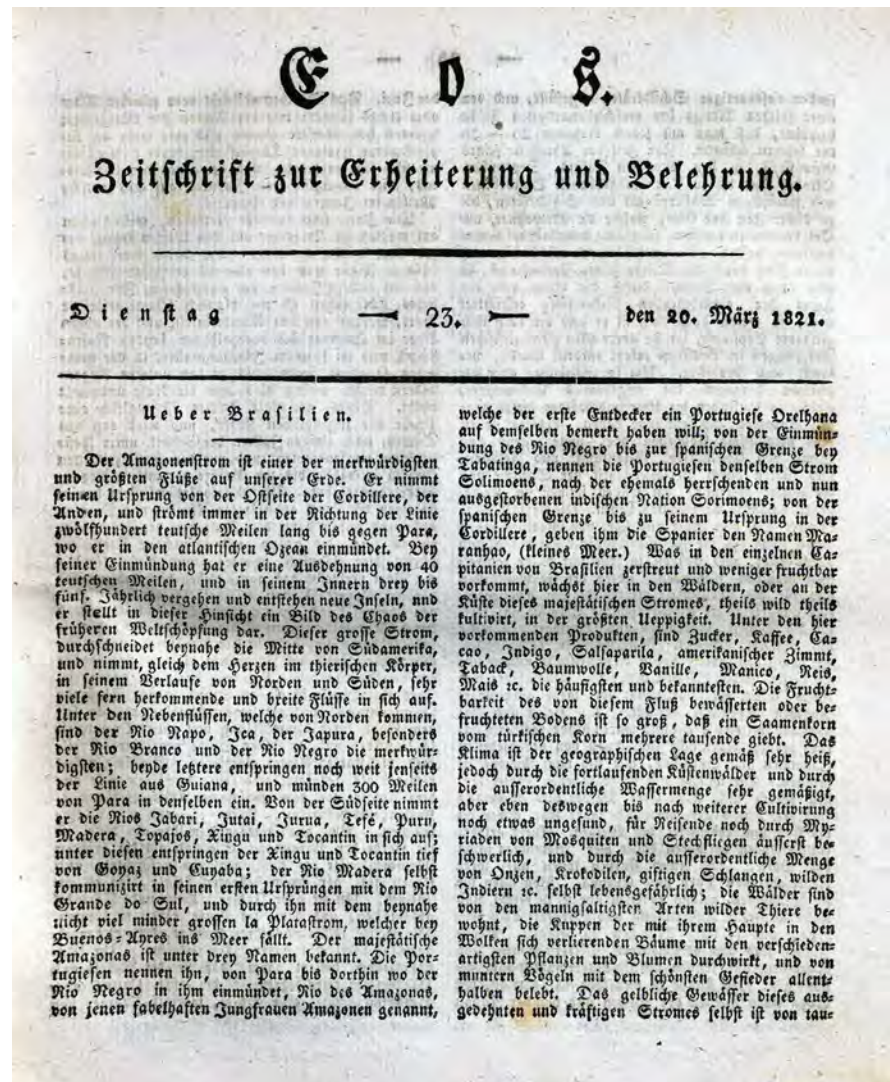 Eos.
Zeitschrift zur Erheiterung und Belehrung.
Dienstag
23.
den 20. März 1821.
Ueber Brasilien.
Der Amazonenstrom ist einer der merkwürdigsten
und größten Flüße auf unserer Erde. Er nimmt
seinen Ursprung von der Ostseite der Cordillere, der
Anden, und strömt immer in der Richtung der Linie
zwölfhundert teutsche Meilen lang bis gegen Para,
wo er in den atlantischen Ozean einmündet. Bey
seiner Einmündung hat er eine Ausdehnung von 40
teutschen Meilen, und in seinem Innern drey bis
fünf. Jährlich vergehen und entstehen neue Inseln, nnd
er stellt in dieser Hinsicht ein Bild des Chaos der
früheren Weltschöpfung dar. Dieser grosse Strom,
durchschneidet beynahe die Mitte von Südamerika,
und nimmt, gleich dem Herzen im thierischen Körper,
in seinem Verlaufe von Norden und Süden, sehr
viele fern herkommende und breite Flüsse in sich auf.
Unter den Nebenflüssen, welche von Norden kommen,
sind der Rio Napo, Ica, der Japura, besonders
der Rio Branco und der Rio Negro die merkwür-
digsten; beyde letztere entspringen noch weit jenseits
der Linie aus Guiana, und münden 300 Meilen
von Para in denselben ein. Von der Südseite nimmt
er die Rios Jabari, Jutai, Jurua, Tefé, Puru,
Madera, Topajos, Xingu und Tocantin in sich auf;
unter diesen entspringen der Xingu und Tocantin tief
von Goyaz und Cuyaba; der Rio Madera selbst
kommunizirt in seinen ersten Ursprüngen mit dem Rio
Grande do Sul, und durch ihn mit dem beynahe
nicht viel minder grossen la Platastrom, welcher bey
Buenos-Ayres ins Meer fällt. Der majestätische
Amazonas ist unter drey Namen bekannt. Die Por-
tugiesen nennen ihn, von Para bis dorthin wo der
Rio Negro in ihm einmündet, Rio das Amazonas,
von jenen fabelhaften Jungfrauen Amazonen genannt,
welche der erste Entdecker ein Portugiese Orelhana
auf demselben bemerkt haben will; von der Einmün-
dung des Rio Negro bis zur spanischen Grenze bey
Tabatinga, nennen die Portugiesen denselben Strom
Solimoens, nach der ehemals herrschenden und nun
ausgestorbenen indischen Nation Sorimoens; von der
spanischen Grenze bis zu seinem Ursprung in der
Cordillere, geben ihm die Spanier den Namen Ma-
ranhao, (kleines Meer.) Was in den einzelnen Ca-
pitanien von Brasilien zerstreut und weniger fruchtbar
vorkommt, wächst hier in den Wäldern, oder an der
Küste dieses majestätischen Stromes, theils wild theils
kultivirt, in der größten Ueppigkeit. Unter den hier
vorkommenden Produkten, sind Zucker, Kaffee, Ca-
cao, Indigo, Salsaparila, amerikanischer Zimmt,
Taback, Baumwolle, Vanille, Manico, Reis,
Mais ꝛc. die häufigsten und bekanntesten. Die Frucht-
barkeit des von diesem Fluß bewässerten oder be-
fruchteten Bodens ist so groß, daß ein Saamenkorn
vom türkischen Korn mehrere tausende giebt. Das
Klima ist der geographischen Lage gemäß sehr heiß,
jedoch durch die fortlaufenden Küstenwälder und durch
die ausserordentliche Wassermenge sehr gemäßigt,
aber eben deswegen bis nach weiterer Cultivirung
noch etwas ungesund, für Reisende noch durch My-
riaden von Mosquiten und Stechfliegen äusserst be-
schwerlich, und durch die ausserordentliche Menge
von Onzen, Krokodilen, giftigen Schlangen, wilden
Indiern ꝛc. selbst lebensgefährlich; die Wälder sind
von den mannigfaltigsten Arten wilder Thiere be-
wohnt, die Kuppen der mit ihrem Haupte in den
Wolken sich verlierenden Bäume mit den verschieden-
artigsten Pflanzen und Blumen durchwirkt, und von
muntern Vögeln mit dem schönsten Gefieder allent-
halben belebt. Das gelbliche Gewässer dieses aus-
gedehnten und kräftigen Stromes selbst ist von tau-